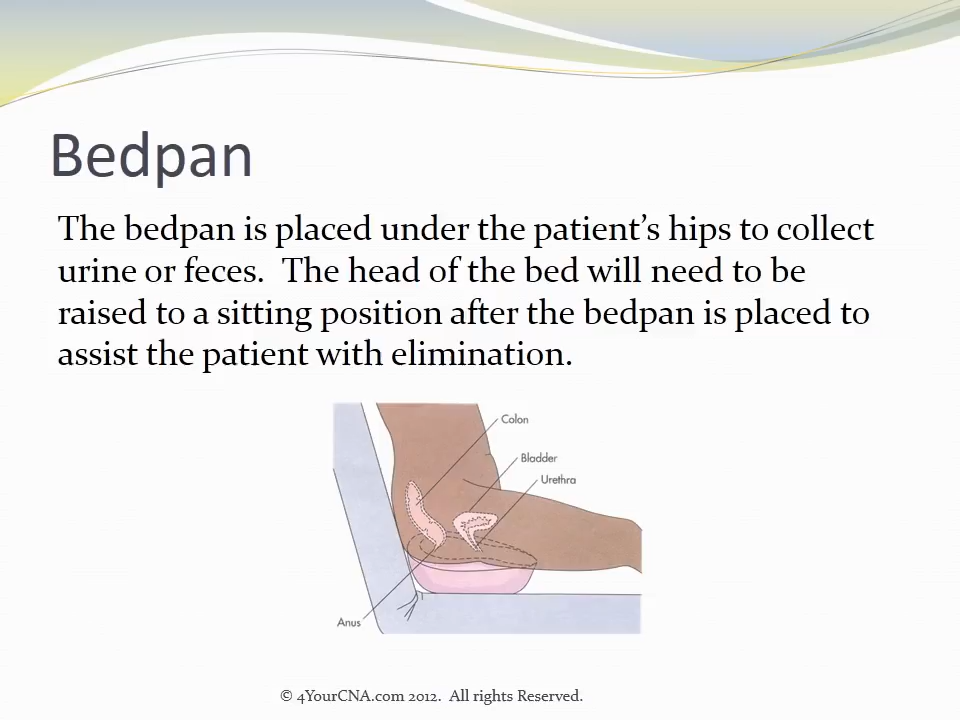 Bedpan
The bedpan is placed under the patient’s hips to collect
urine or feces.  The head of the bed will need to be
raised to a sitting position after the bedpan is placed to
assist the patient with elimination.
Colon
Bladder
Urethra
Anus
© 4YourCNA.com 2012.  All rights Reserved.